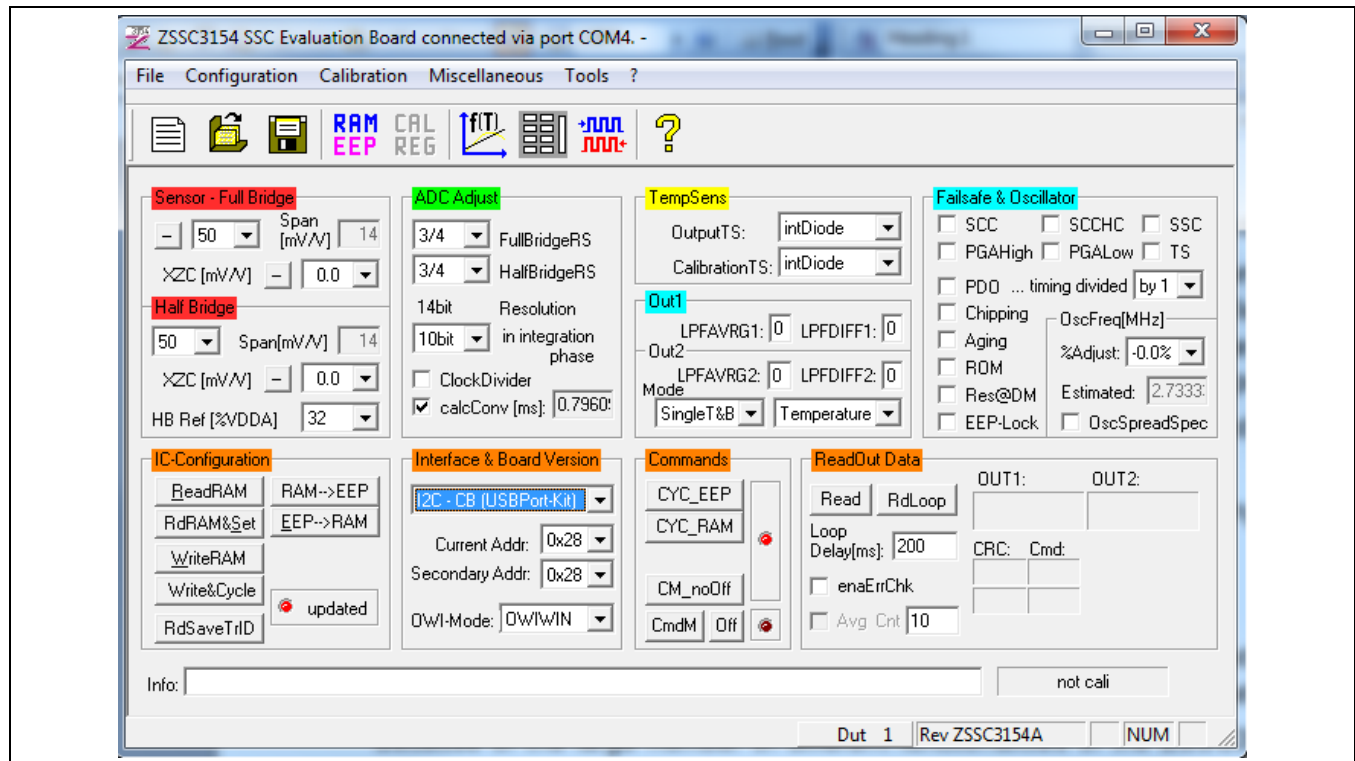 ZSSC3154 SSC Evaluation Board connected via port COM4. -
File Configuration Calibration Miscellaneous Tools ?
RAM EEP CAL REG f(T) ?
Sensor - Full Bridge
- 50 Span [mV/V] 14
XZC [mV/V] - 0.0
Half Bridge
50 Span[mV/V] 14
XZC [mV/V] - 0.0
HB Ref [%VDDA] 32
ADC Adjust
3/4 FullBridgeRS
3/4 HalfBridgeRS
14bit Resolution
10bit in integration
phase
ClockDivider
calcConv [ms]: 0.7960
TempSens
OutputTS: intDiode
CalibrationTS: intDiode
Out1
LPFAVRG1: 0 LPFDIFF1: 0
Out2
LPFAVRG2: 0 LPFDIFF2: 0
Mode
SingleT&B Temperature
Failsafe & Oscillator
SCC SCCHC SSC
PGAHigh PGALow TS
PDO ... timing divided by 1
Chipping
Aging
ROM
Res@DM
EEP-Lock
OscFreq[MHz]
%Adjust: -0.0%
Estimated: 2.7333
OscSpreadSpec
IC-Configuration
ReadRAM RAM-->EEP
RdRAM&Set EEP-->RAM
WriteRAM
Write&Cycle
updated
RdSaveTrID
Interface & Board Version
I2C - CB (USBPort-Kit)
Current Addr: 0x28
Secondary Addr: 0x28
OWI-Mode: OWIWIN
Commands
CYC_EEP
CYC_RAM
CM_noOff
CmdM Off
ReadOut Data
Read RdLoop
Loop
Delay[ms]: 200
enaErrChk
Avg Cnt 10
OUT1: OUT2:
CRC: Cmd:
Info:
not cali
Dut 1 Rev ZSSC3154A NUM